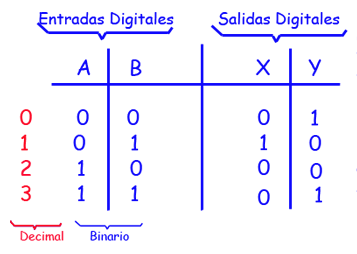 Entradas Digitales Salidas Digitales
A B X Y
0 0 0 0 1
1 0 1 1 0
2 1 0 0 0
3 1 1 0 1
Decimal Binario